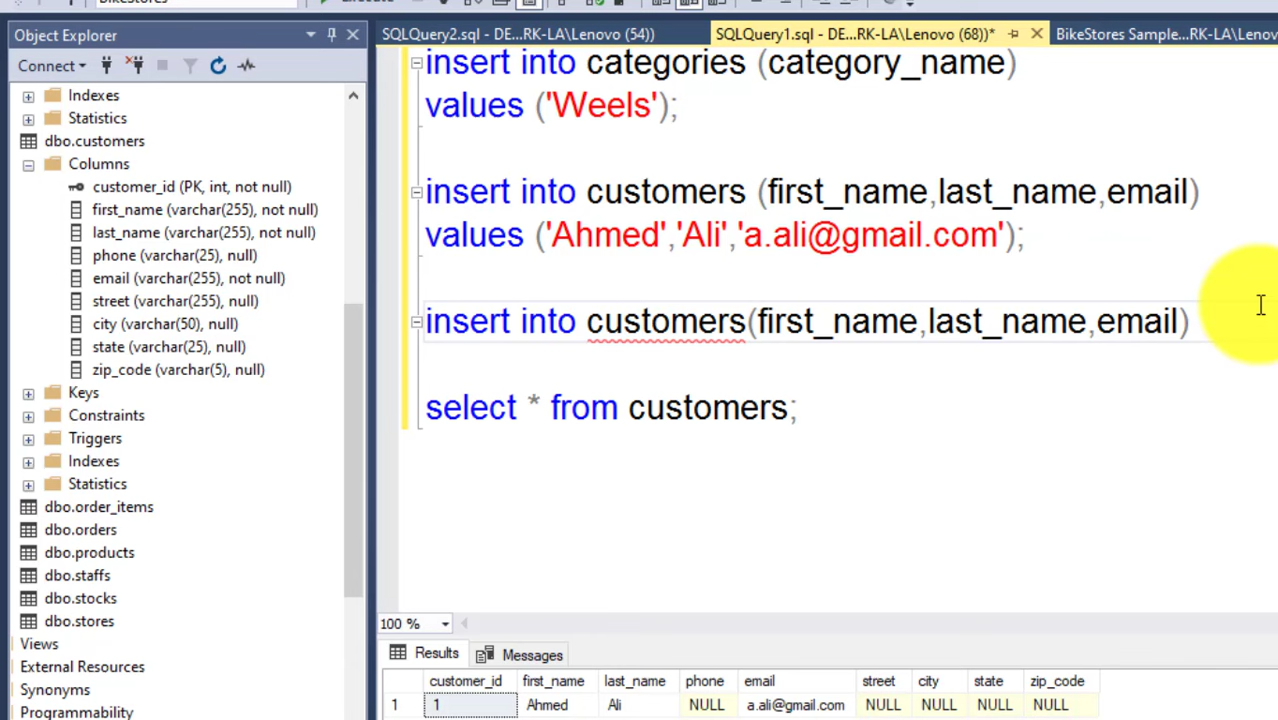 Object Explorer
Connect
Indexes
Statistics
dbo.customers
Columns
customer_id (PK, int, not null)
first_name (varchar(255), not null)
last_name (varchar(255), not null)
phone (varchar(25), null)
email (varchar(255), not null)
street (varchar(255), null)
city (varchar(50), null)
state (varchar(25), null)
zip_code (varchar(5), null)
Keys
Constraints
Triggers
Indexes
Statistics
dbo.order_items
dbo.orders
dbo.products
dbo.staffs
dbo.stocks
dbo.stores
Views
External Resources
Synonyms
Programmability
SQLQuery2.sql - DE...RK-LA\Lenovo (54))
SQLQuery1.sql - DE...RK-LA\Lenovo (68))*
BikeStores Sample...RK-LA\Lenov
insert into categories (category_name)
values ('Weels');
insert into customers (first_name,last_name,email)
values ('Ahmed','Ali','a.ali@gmail.com');
insert into customers(first_name,last_name,email)
select * from customers;
100 %
Results Messages
customer_id first_name last_name phone email street city state zip_code
1 1 Ahmed Ali NULL a.ali@gmail.com NULL NULL NULL NULL